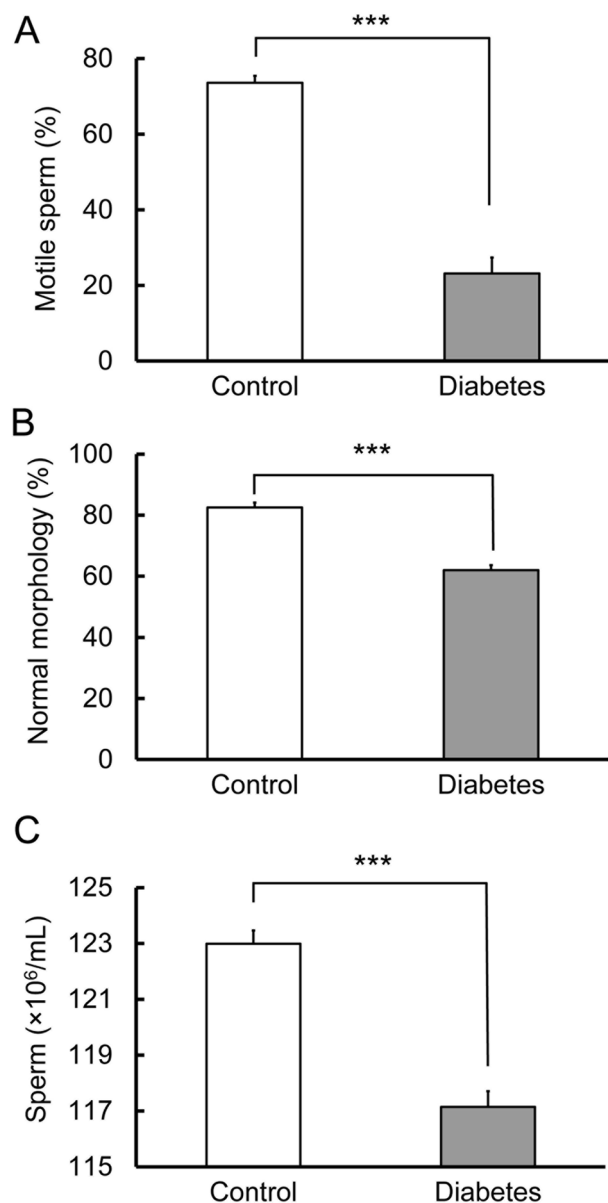 A
***
Motile sperm (%)
80
60
40
20
0
Control Diabetes
B
***
Normal morphology (%)
100
80
60
40
20
0
Control Diabetes
C
***
Sperm (×10⁶/mL)
125
123
121
119
117
115
Control Diabetes